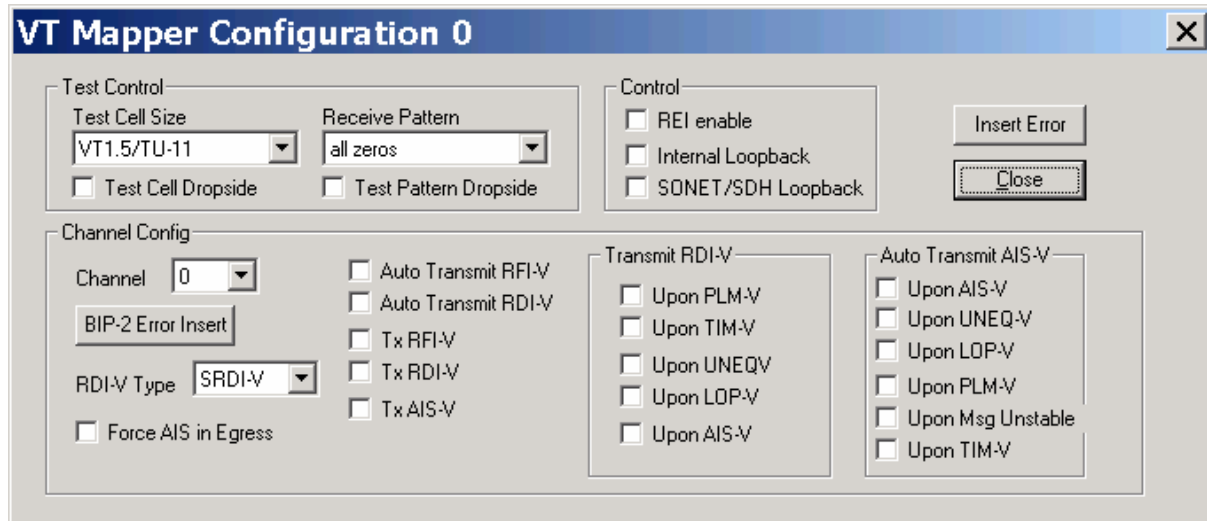 VT Mapper Configuration 0
Test Control
Test Cell Size
Receive Pattern
VT1.5/TU-11
all zeros
Test Cell Dropside
Test Pattern Dropside
Control
REI enable
Internal Loopback
SONET/SDH Loopback
Insert Error
Close
Channel Config
Channel 0
BIP-2 Error Insert
RDI-V Type SRDI-V
Force AIS in Egress
Auto Transmit RFI-V
Auto Transmit RDI-V
Tx RFI-V
Tx RDI-V
Tx AIS-V
Transmit RDI-V
Upon PLM-V
Upon TIM-V
Upon UNEQV
Upon LOP-V
Upon AIS-V
Auto Transmit AIS-V
Upon AIS-V
Upon UNEQ-V
Upon LOP-V
Upon PLM-V
Upon Msg Unstable
Upon TIM-V